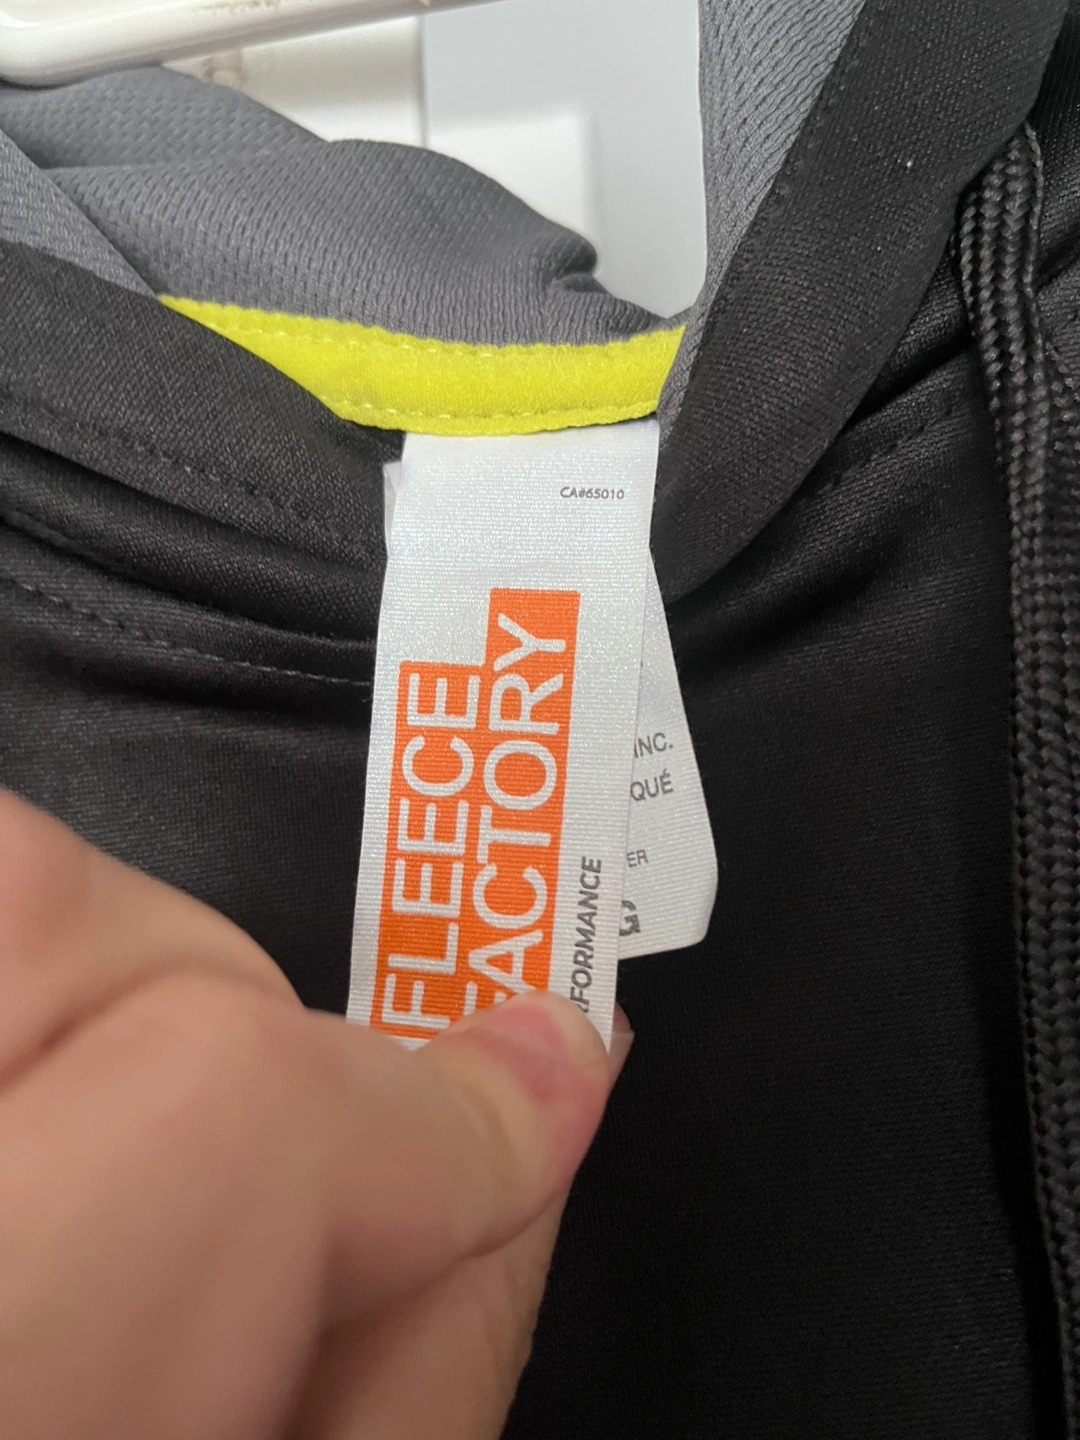 CA#65010
FLEECE
FACTORY
FORMANCE
INC.
QUÉ
ER